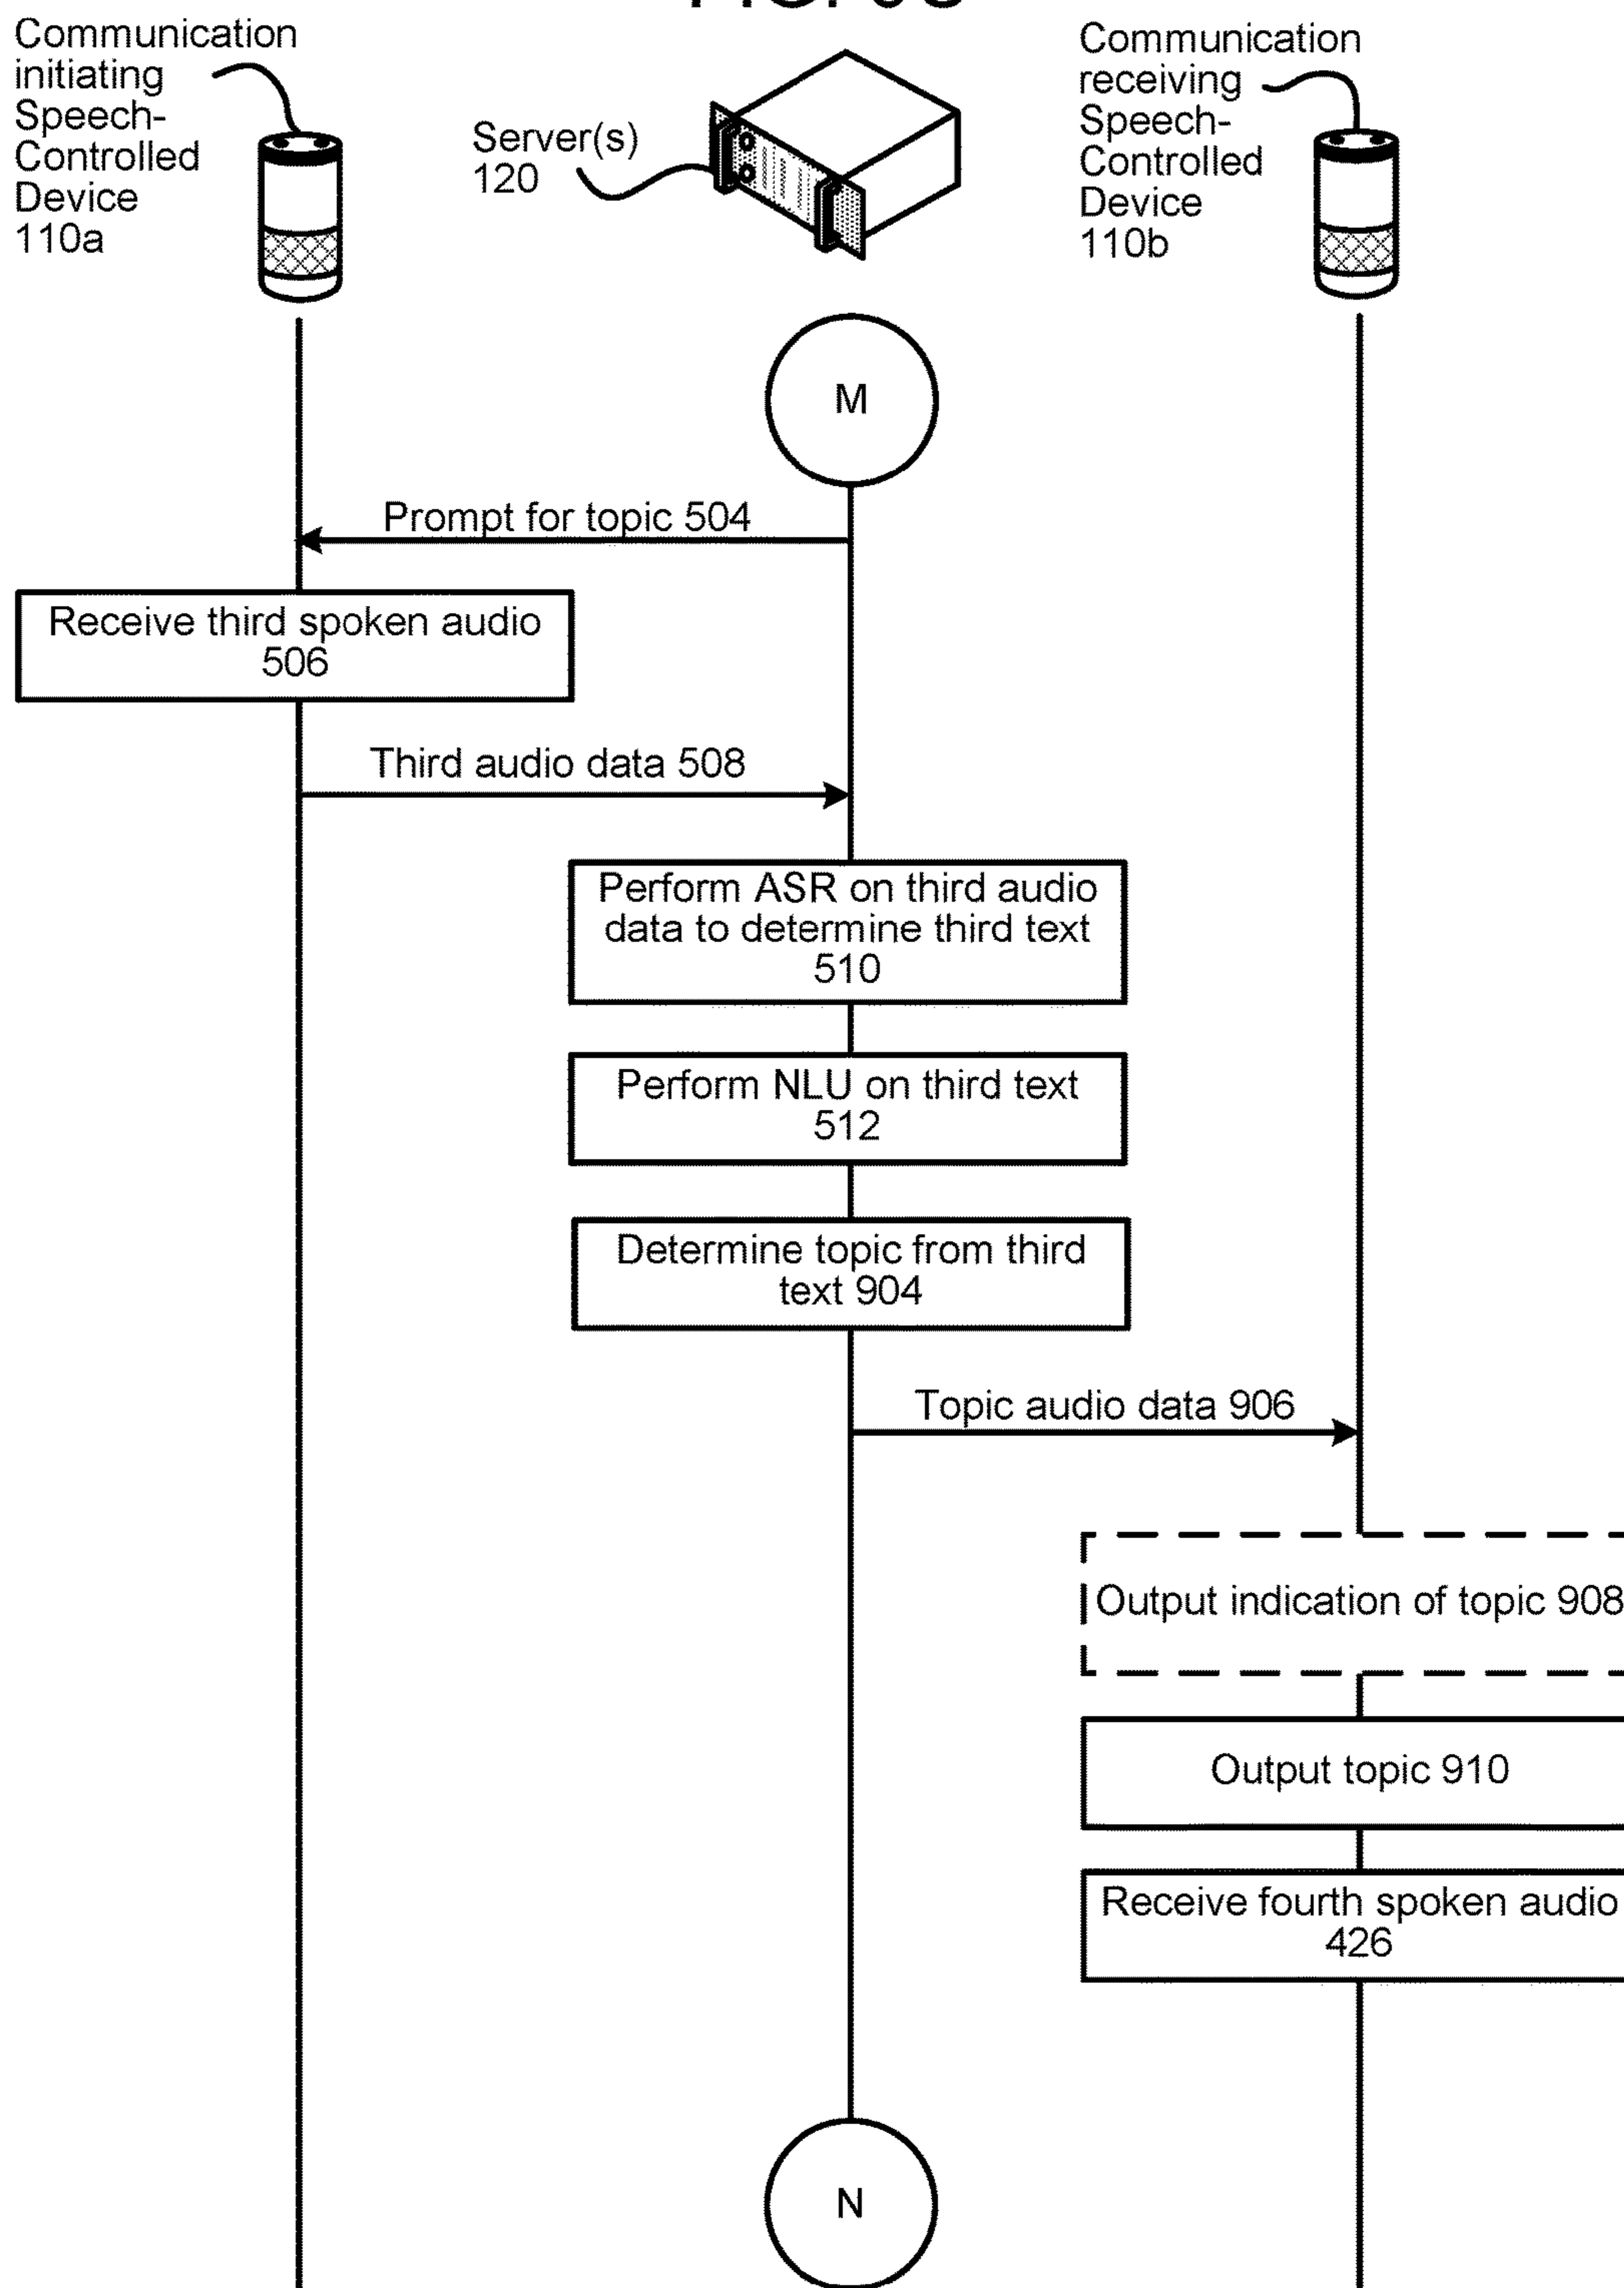 Communication
initiating
Speech-
Controlled
Device
110a
Server(s)
120
Communication
receiving
Speech-
Controlled
Device
110b
M
Prompt for topic 504
Receive third spoken audio
506
Third audio data 508
Perform ASR on third audio
data to determine third text
510
Perform NLU on third text
512
Determine topic from third
text 904
Topic audio data 906
Output indication of topic 908
Output topic 910
Receive fourth spoken audio
426
N